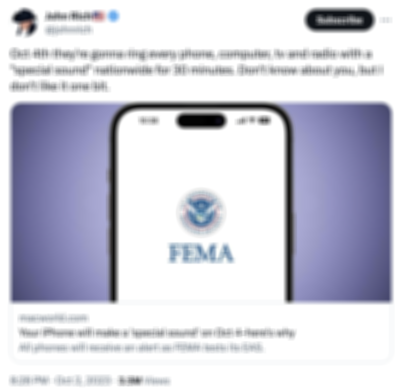 John Rich
@johnrich
Subscribe
Oct 4th they're gonna ring every phone, computer, tv and radio with a
"special sound" nationwide for 30 minutes. Don't know about you, but I
don't like it one bit.
FEMA
macworld.com
Your iPhone will make a 'special sound' on Oct 4-here's why
All phones will receive an alert as FEMA tests its EAS.
Oct 2, 2023 Views